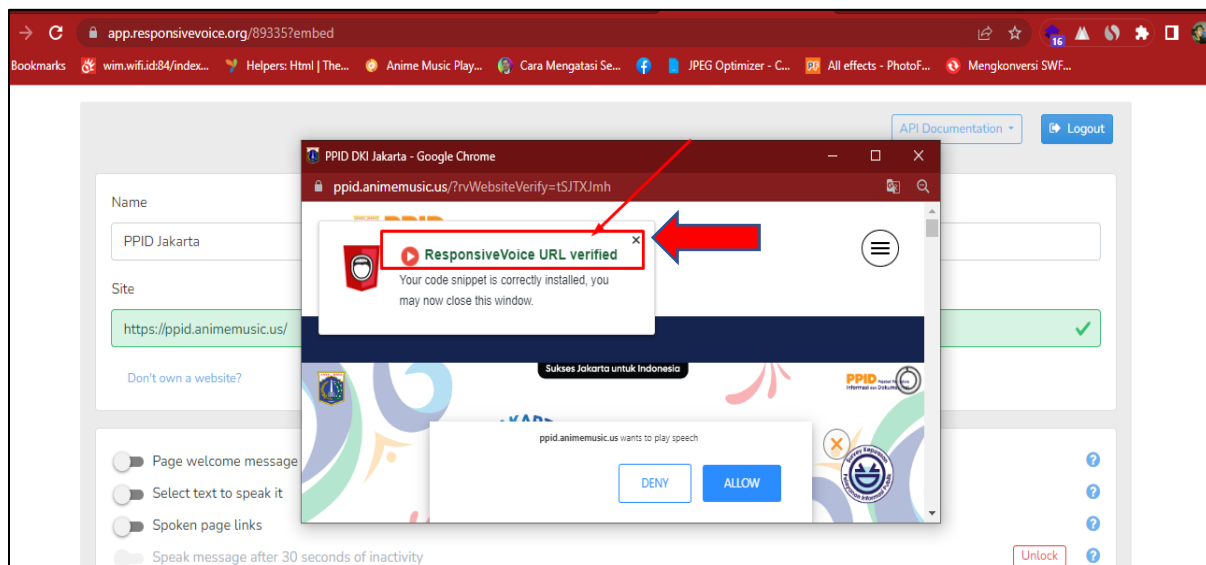 app.responsivevoice.org/89335?embed
16
Bookmarks
wim.wifi.id:84/index...
Helpers: Html | The...
Anime Music Play...
Cara Mengatasi Se...
JPEG Optimizer - C...
All effects - PhotoF...
Mengkonversi SWF...
API Documentation
Logout
PPID DKI Jakarta - Google Chrome
ppid.animemusic.us/?rvWebsiteVerify=tSJTXJmh
Name
PPID Jakarta
Site
https://ppid.animemusic.us/
Don't own a website?
ResponsiveVoice URL verified
Your code snippet is correctly installed, you
may now close this window.
Sukses Jakarta untuk Indonesia
PPID
ppid.animemusic.us wants to play speech
DENY
ALLOW
Page welcome message
Select text to speak it
Spoken page links
Speak message after 30 seconds of inactivity
Unlock